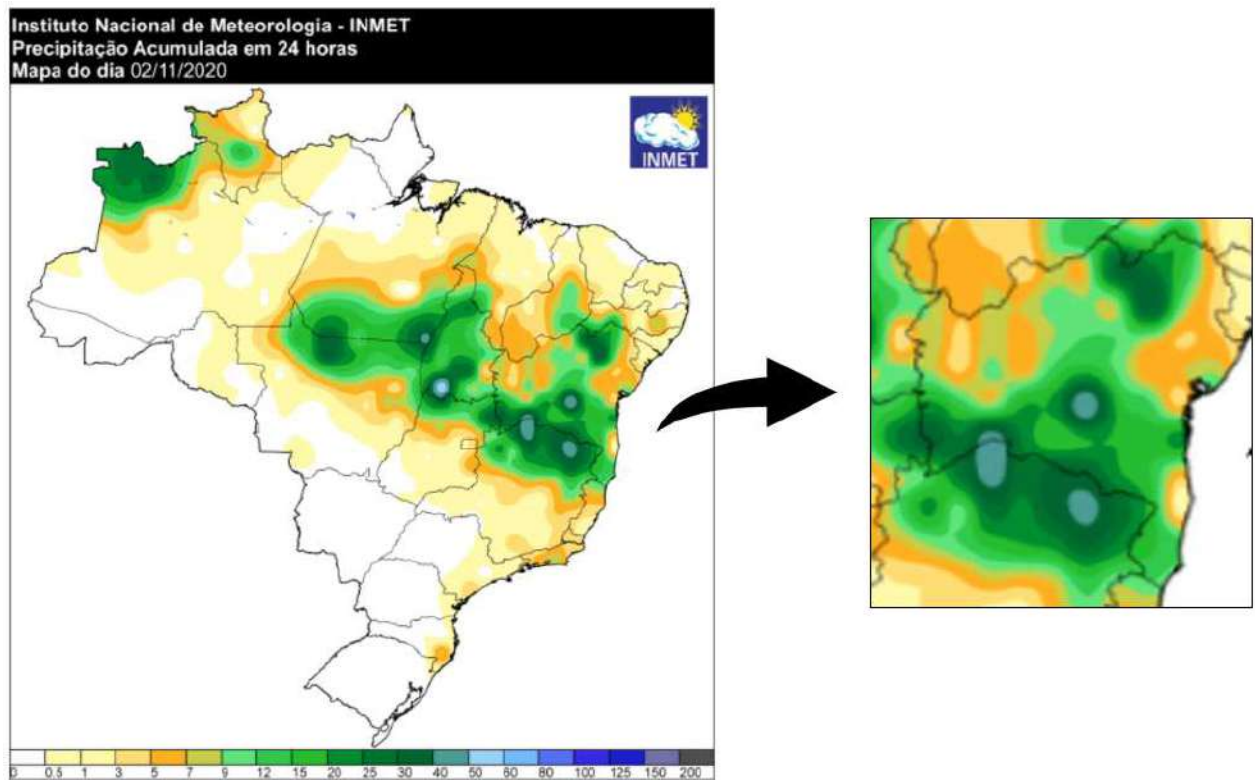 Instituto Nacional de Meteorologia - INMET
Precipitação Acumulada em 24 horas
Mapa do dia 02/11/2020
INMET
0 0.5 1 3 5 7 9 12 15 20 25 30 40 50 60 80 100 125 150 200